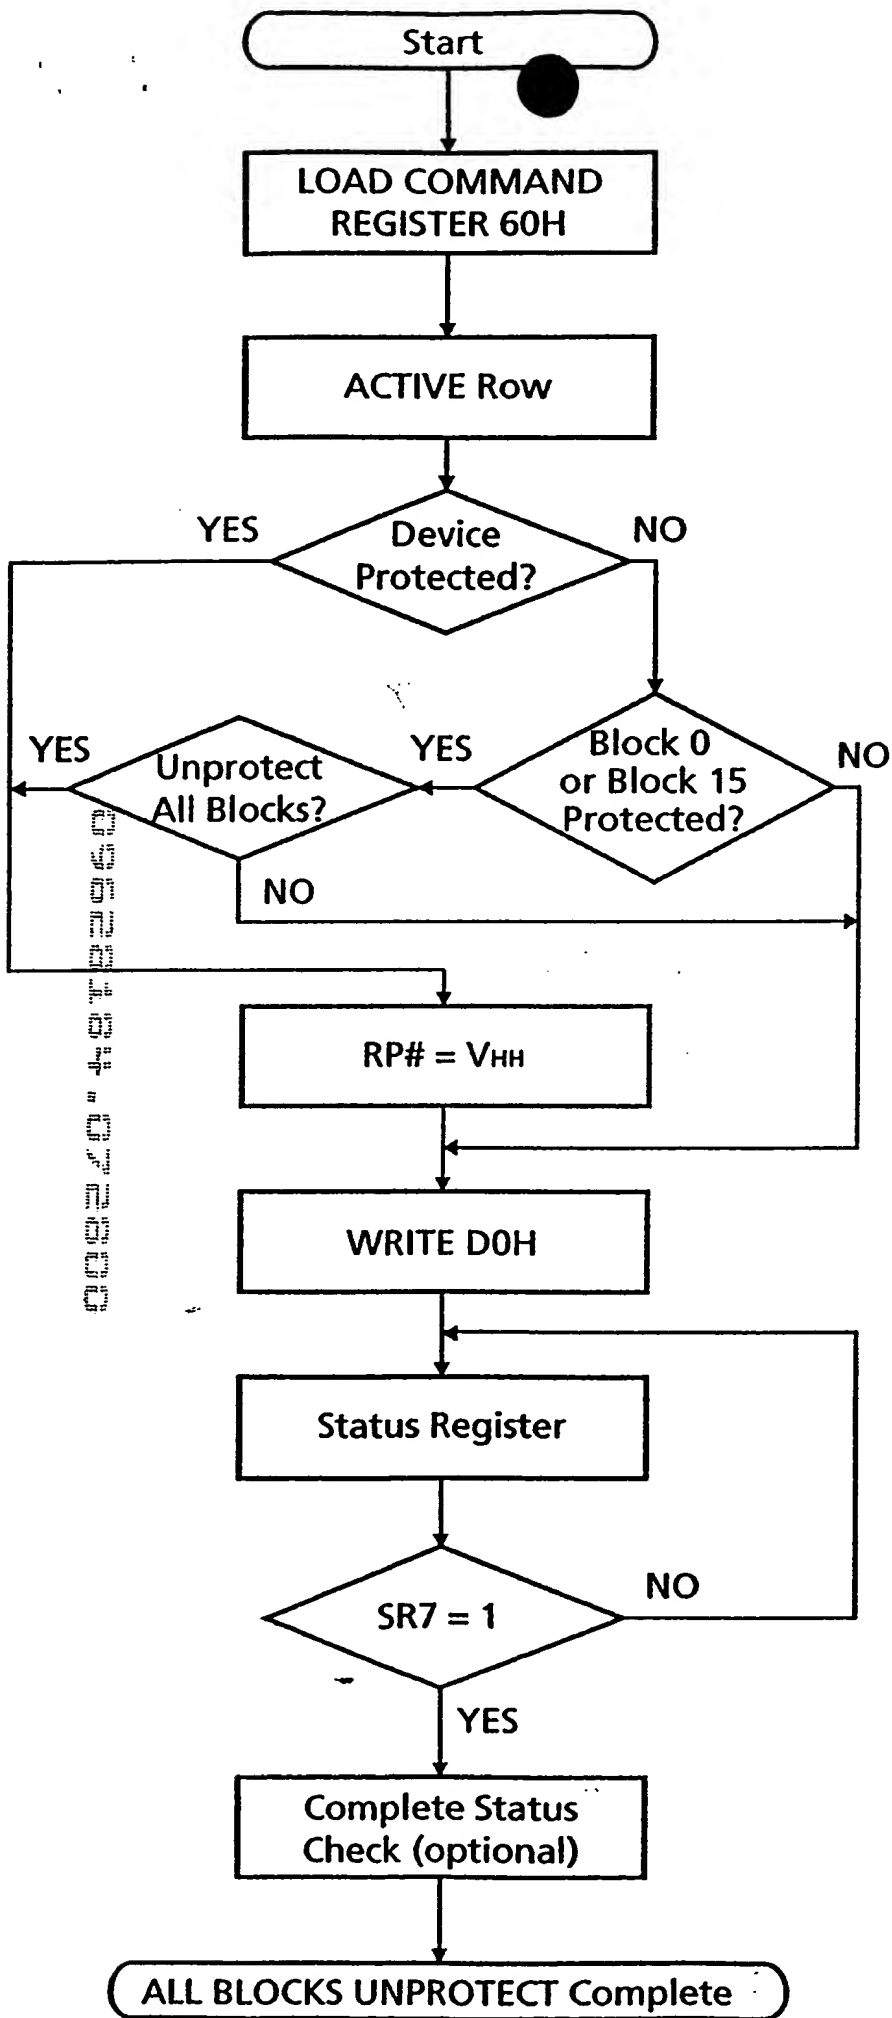 Start
LOAD COMMAND
REGISTER 60H
ACTIVE Row
YES
Device
Protected?
NO
YES
Unprotect
All Blocks?
YES
Block 0
or Block 15
Protected?
NO
NO
RP# = VHH
WRITE D0H
Status Register
SR7 = 1
NO
YES
Complete Status
Check (optional)
ALL BLOCKS UNPROTECT Complete
09628184.072800